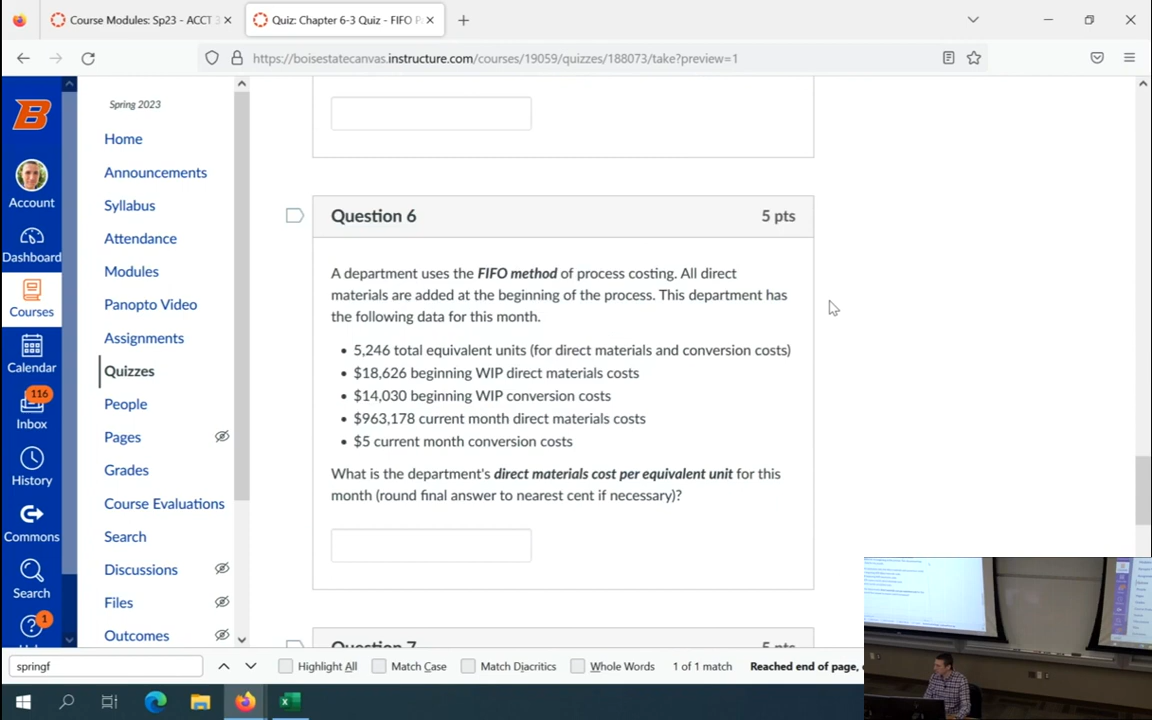 Course Modules: Sp23 - ACCT 3
Quiz: Chapter 6-3 Quiz - FIFO P
https://boisestatecanvas.instructure.com/courses/19059/quizzes/188073/take?preview=1
B
Account
Dashboard
Courses
Calendar
116
Inbox
History
Commons
Search
1
Spring 2023
Home
Announcements
Syllabus
Attendance
Modules
Panopto Video
Assignments
Quizzes
People
Pages
Grades
Course Evaluations
Search
Discussions
Files
Outcomes
Question 6
5 pts
A department uses the FIFO method of process costing. All direct
materials are added at the beginning of the process. This department has
the following data for this month.
• 5,246 total equivalent units (for direct materials and conversion costs)
• $18,626 beginning WIP direct materials costs
• $14,030 beginning WIP conversion costs
• $963,178 current month direct materials costs
• $5 current month conversion costs
What is the department's direct materials cost per equivalent unit for this
month (round final answer to nearest cent if necessary)?
Question 7
5 pts
springf
Highlight All
Match Case
Match Diacritics
Whole Words
1 of 1 match
Reached end of page,